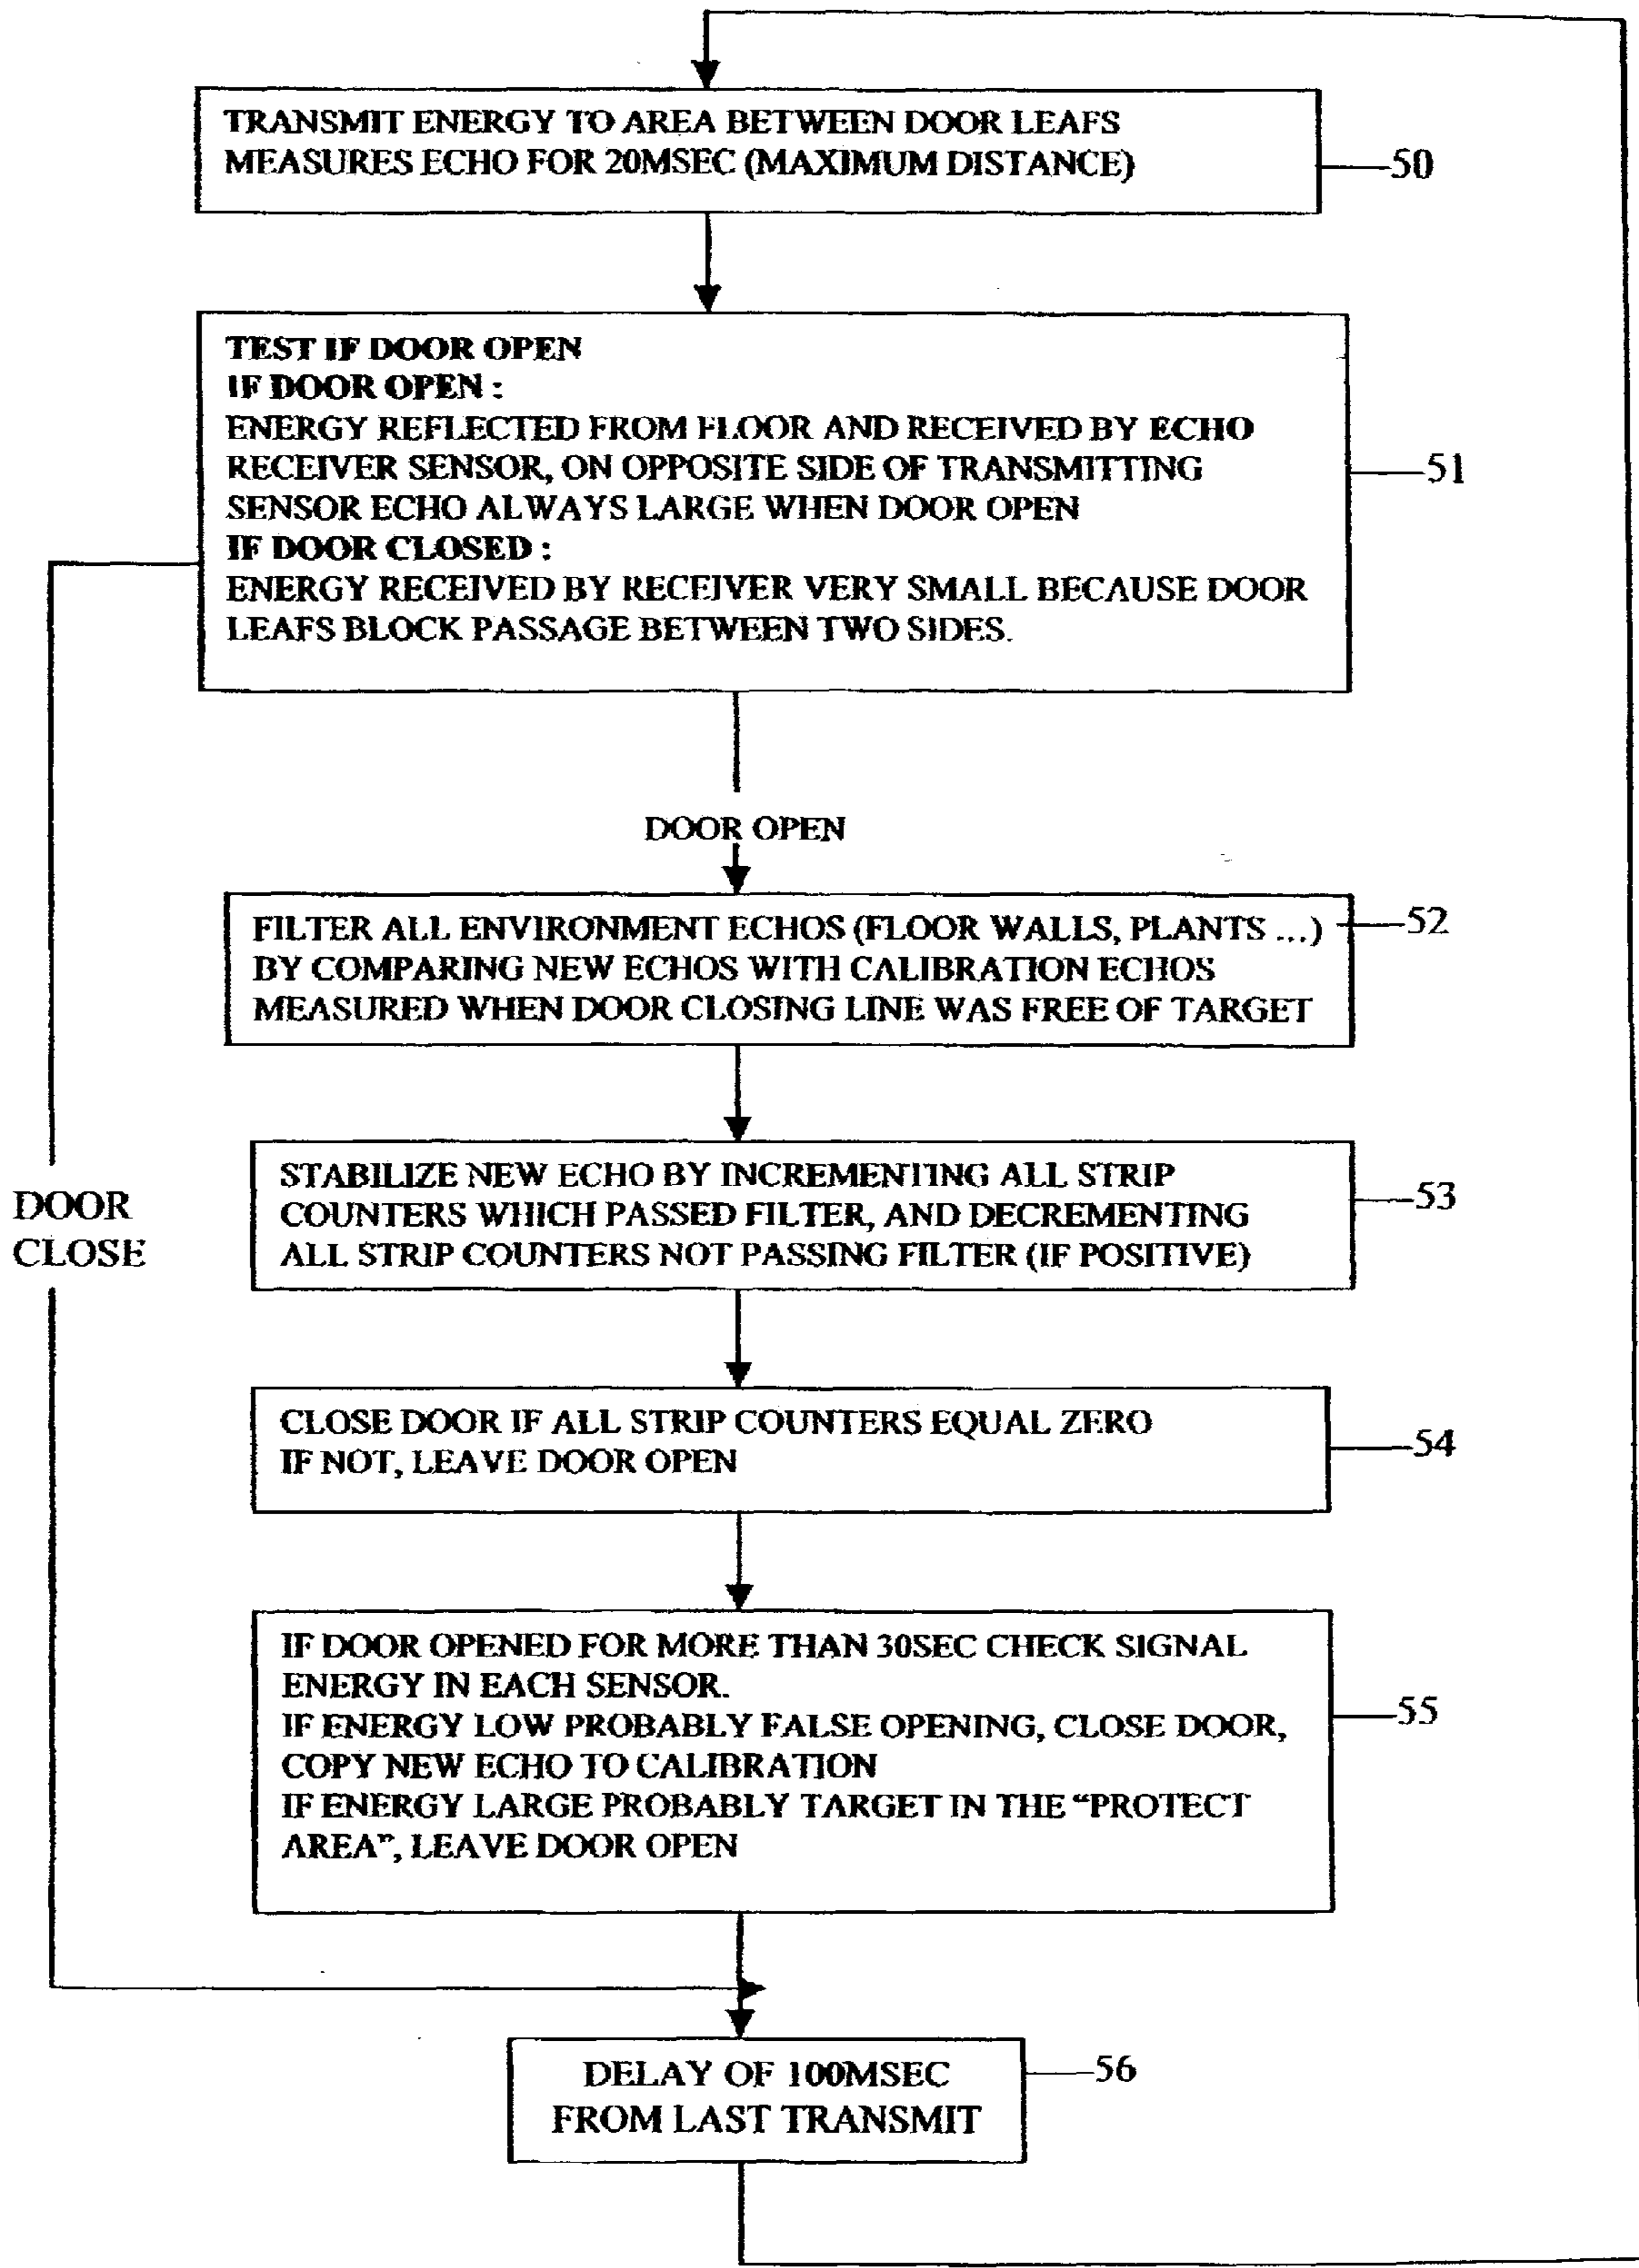 TRANSMIT ENERGY TO AREA BETWEEN DOOR LEAFS
MEASURES ECHO FOR 20MSEC (MAXIMUM DISTANCE)
50
TEST IF DOOR OPEN
IF DOOR OPEN :
ENERGY REFLECTED FROM FLOOR AND RECEIVED BY ECHO
RECEIVER SENSOR, ON OPPOSITE SIDE OF TRANSMITTING
SENSOR ECHO ALWAYS LARGE WHEN DOOR OPEN
IF DOOR CLOSED :
ENERGY RECEIVED BY RECEIVER VERY SMALL BECAUSE DOOR
LEAFS BLOCK PASSAGE BETWEEN TWO SIDES.
51
DOOR OPEN
FILTER ALL ENVIRONMENT ECHOS (FLOOR WALLS, PLANTS ...)
BY COMPARING NEW ECHOS WITH CALIBRATION ECHOS
MEASURED WHEN DOOR CLOSING LINE WAS FREE OF TARGET
52
STABILIZE NEW ECHO BY INCREMENTING ALL STRIP
COUNTERS WHICH PASSED FILTER, AND DECREMENTING
ALL STRIP COUNTERS NOT PASSING FILTER (IF POSITIVE)
53
DOOR
CLOSE
CLOSE DOOR IF ALL STRIP COUNTERS EQUAL ZERO
IF NOT, LEAVE DOOR OPEN
54
IF DOOR OPENED FOR MORE THAN 30SEC CHECK SIGNAL
ENERGY IN EACH SENSOR.
IF ENERGY LOW PROBABLY FALSE OPENING, CLOSE DOOR,
COPY NEW ECHO TO CALIBRATION
IF ENERGY LARGE PROBABLY TARGET IN THE “PROTECT
AREA”, LEAVE DOOR OPEN
55
DELAY OF 100MSEC
FROM LAST TRANSMIT
56